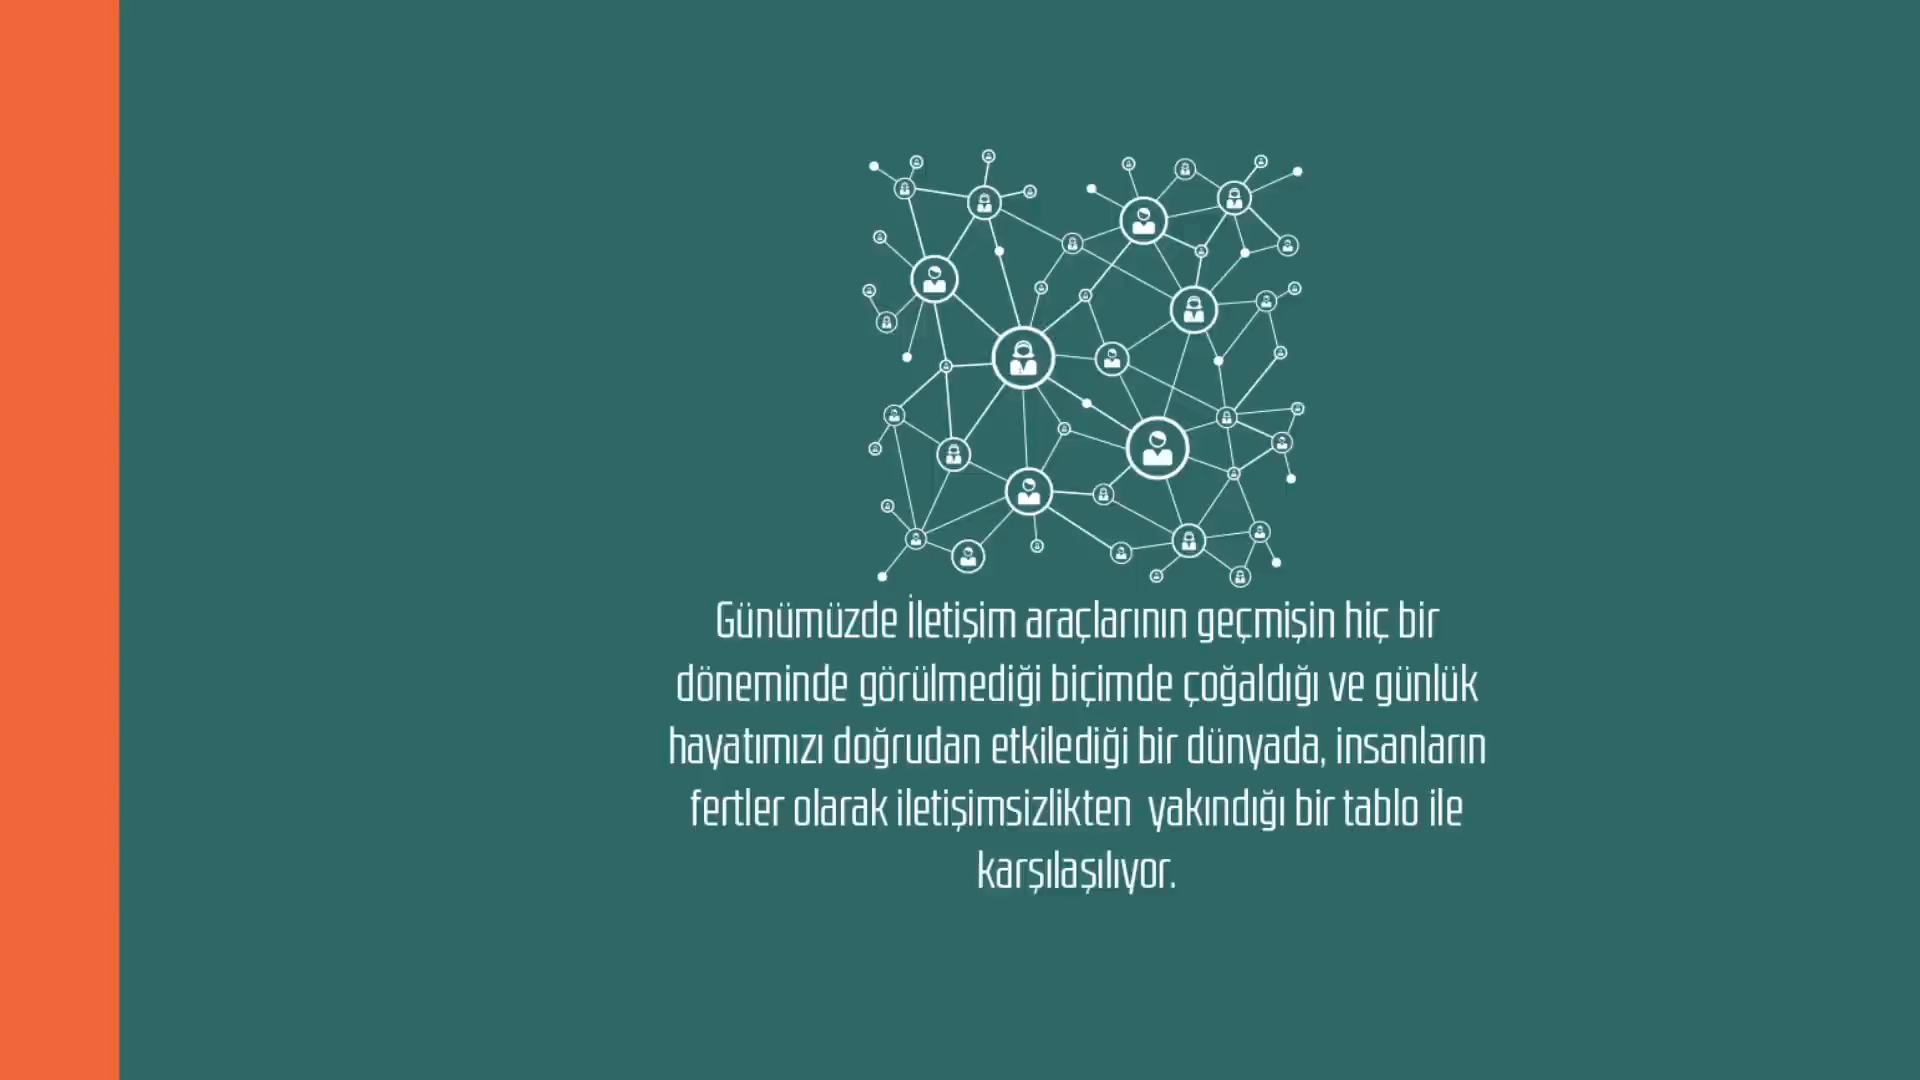 Günümüzde İletişim araçlarının geçmişin hiç bir
döneminde görülmediği biçimde çoğaldığı ve günlük
hayatımızı doğrudan etkilediği bir dünyada, insanların
fertler olarak iletişimsizlikten yakındığı bir tablo ile
karşılaşılıyor.